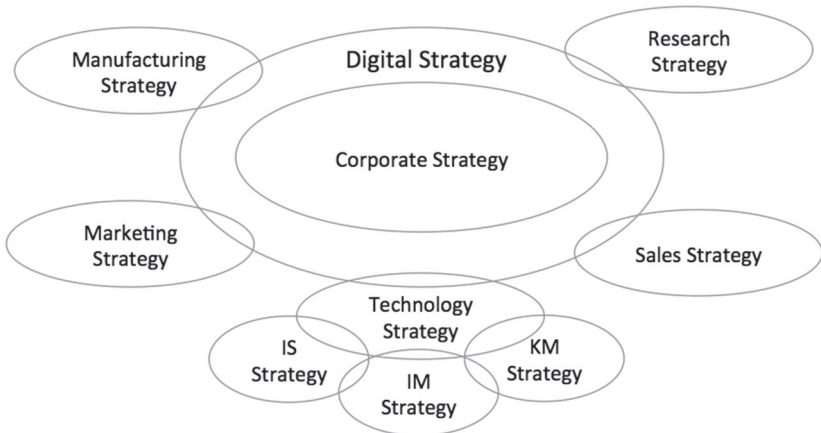 Manufacturing
Strategy
Digital Strategy
Research
Strategy
Corporate Strategy
Marketing
Strategy
Sales Strategy
Technology
Strategy
IS
Strategy
IM
Strategy
KM
Strategy